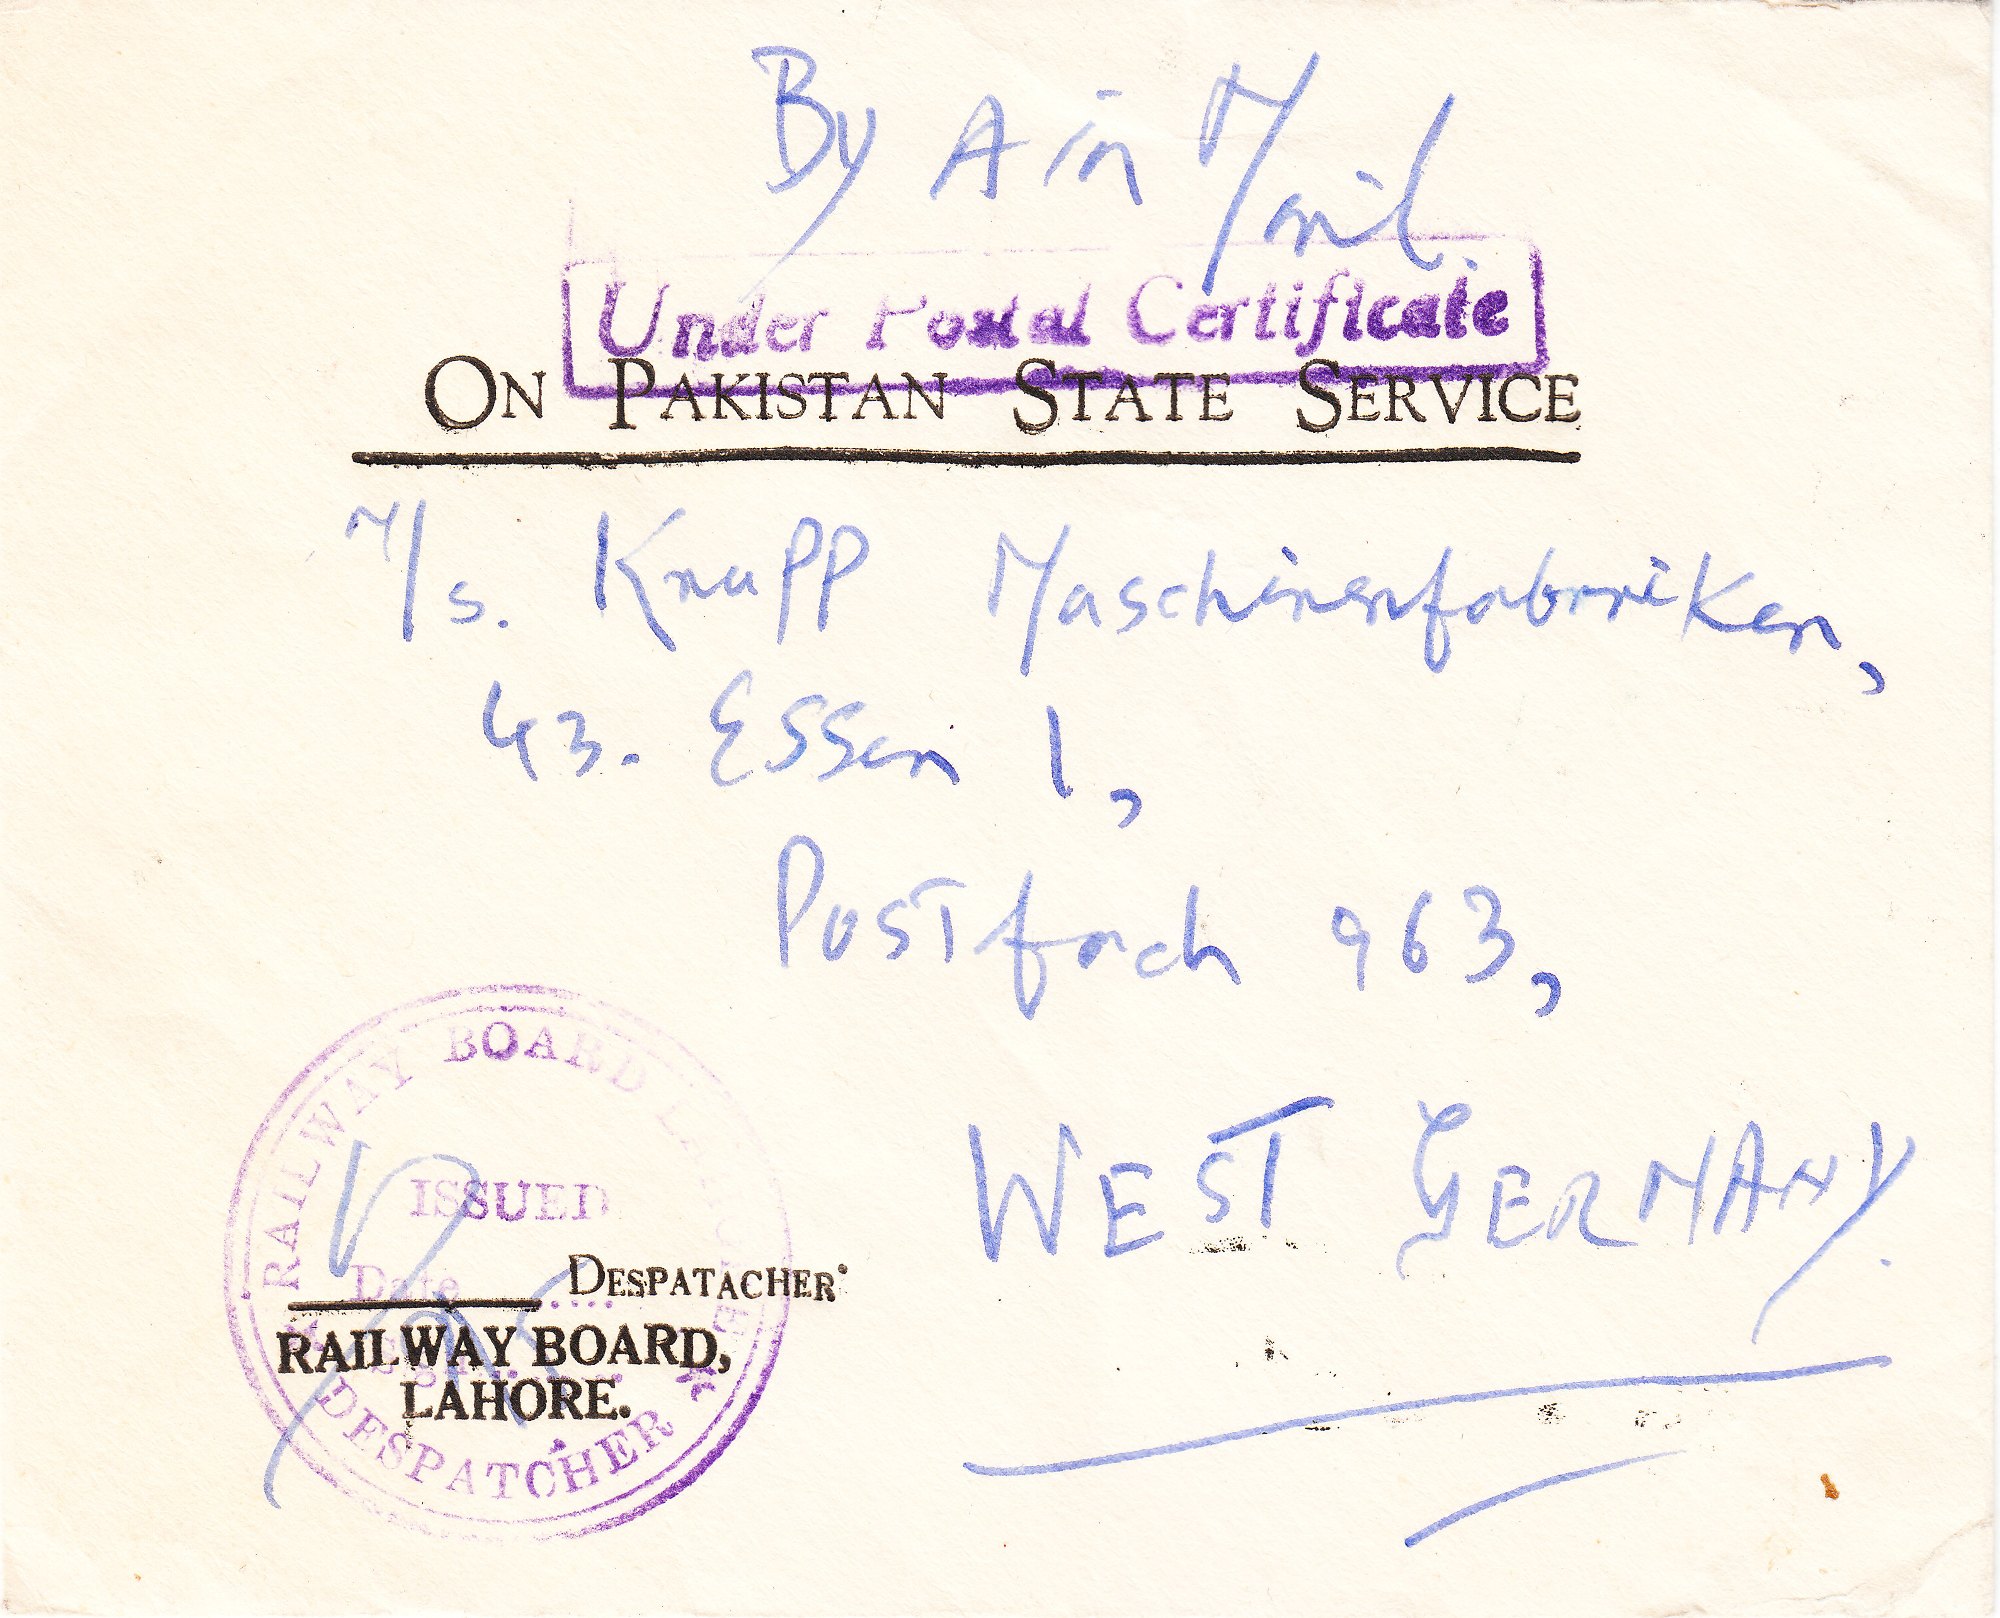 By Air Mail.
Under Postal Certificate
ON PAKISTAN STATE SERVICE
M/s. Krupp Maschinenfabriken,
43. Essen 1,
Postfach 963,
WEST GERMANY.
RAILWAY BOARD LAHORE
ISSUED
Date .....
DESPATACHER
RAILWAY BOARD,
LAHORE.
DESPATCHER